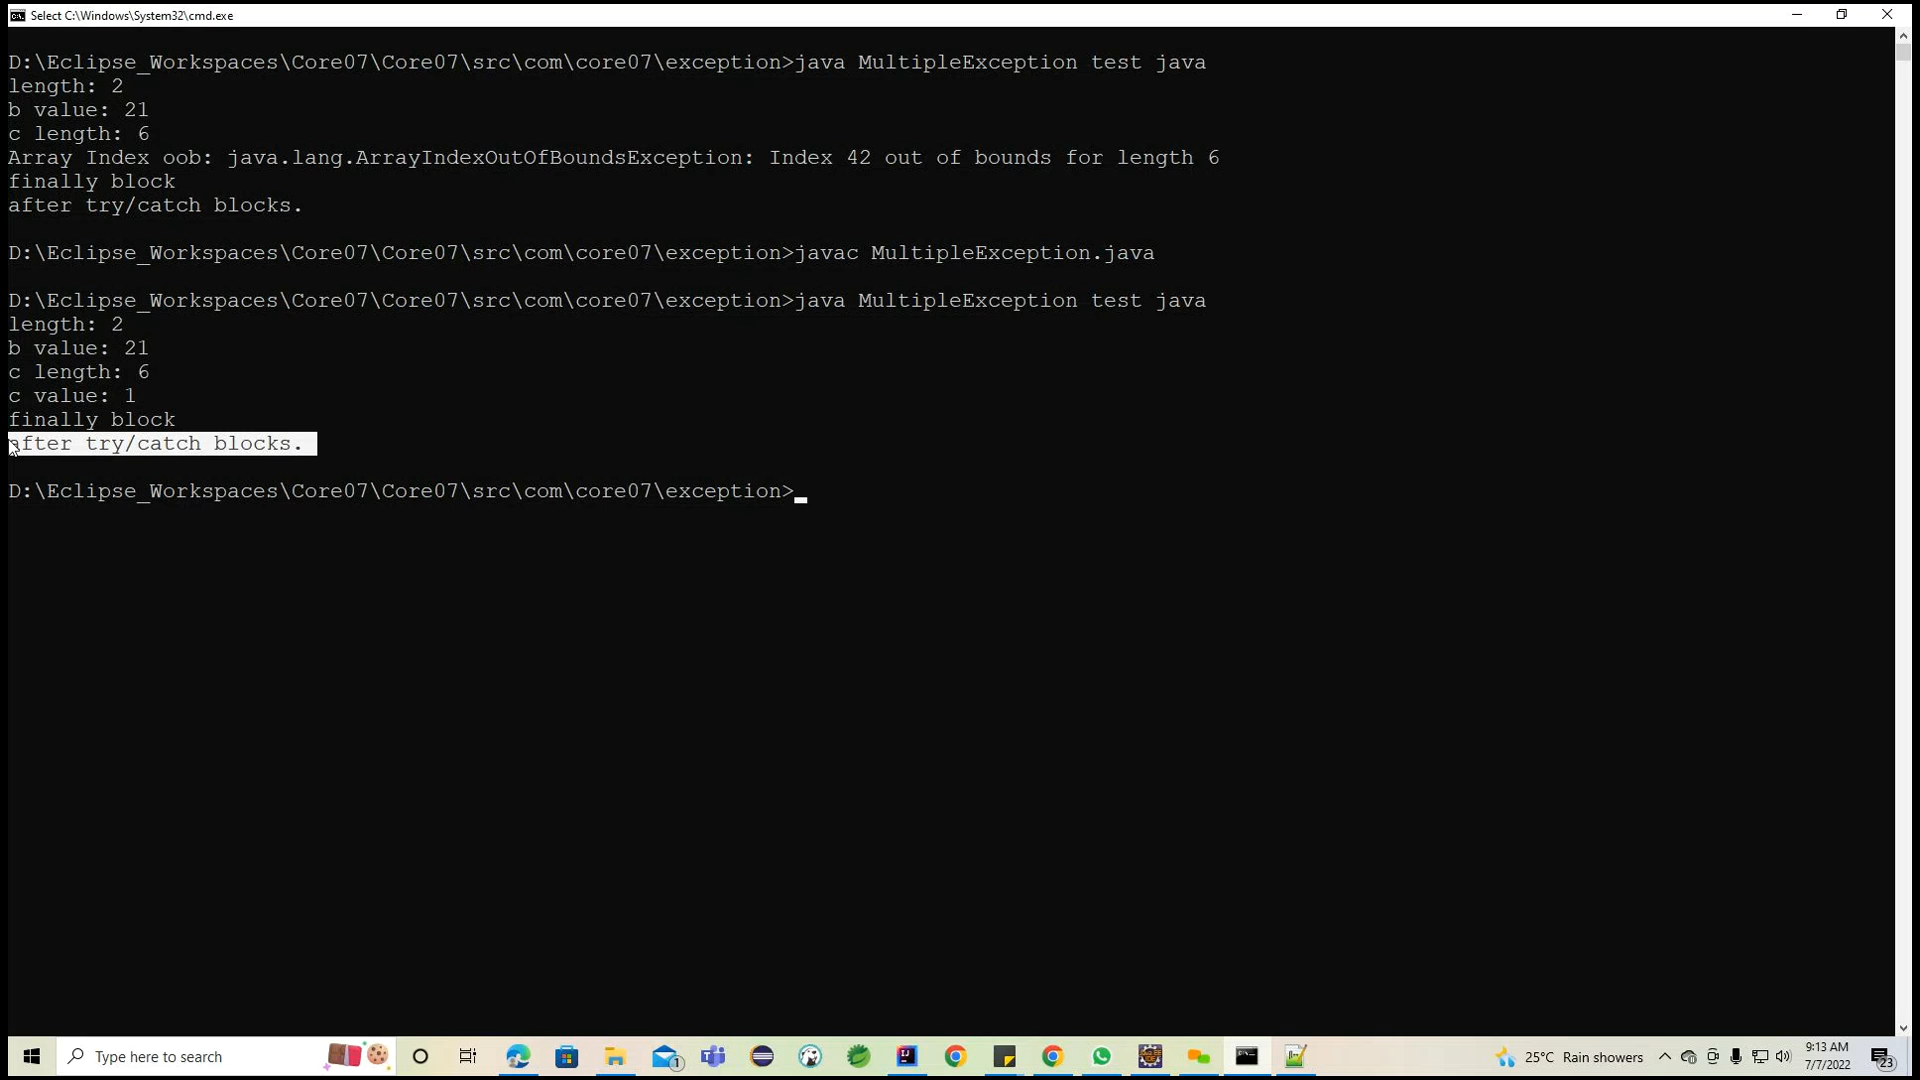 Select C:\Windows\System32\cmd.exe
D:\Eclipse_Workspaces\Core07\Core07\src\com\core07\exception>java MultipleException test java
length: 2
b value: 21
c length: 6
Array Index oob: java.lang.ArrayIndexOutOfBoundsException: Index 42 out of bounds for length 6
finally block
after try/catch blocks.
D:\Eclipse_Workspaces\Core07\Core07\src\com\core07\exception>javac MultipleException.java
D:\Eclipse_Workspaces\Core07\Core07\src\com\core07\exception>java MultipleException test java
length: 2
b value: 21
c length: 6
c value: 1
finally block
after try/catch blocks.
D:\Eclipse_Workspaces\Core07\Core07\src\com\core07\exception>
Type here to search
1
25°C Rain showers
9:13 AM
7/7/2022
23